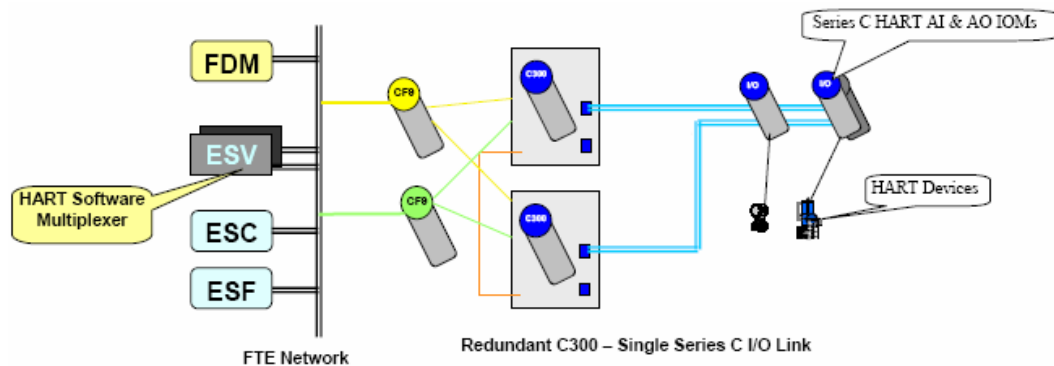 Series C HART AI & AO IOMs
FDM
CF9
C300
I/O
I/O
ESV
HART Software
Multiplexer
HART Devices
CF9
C300
ESC
ESF
FTE Network
Redundant C300 – Single Series C I/O Link